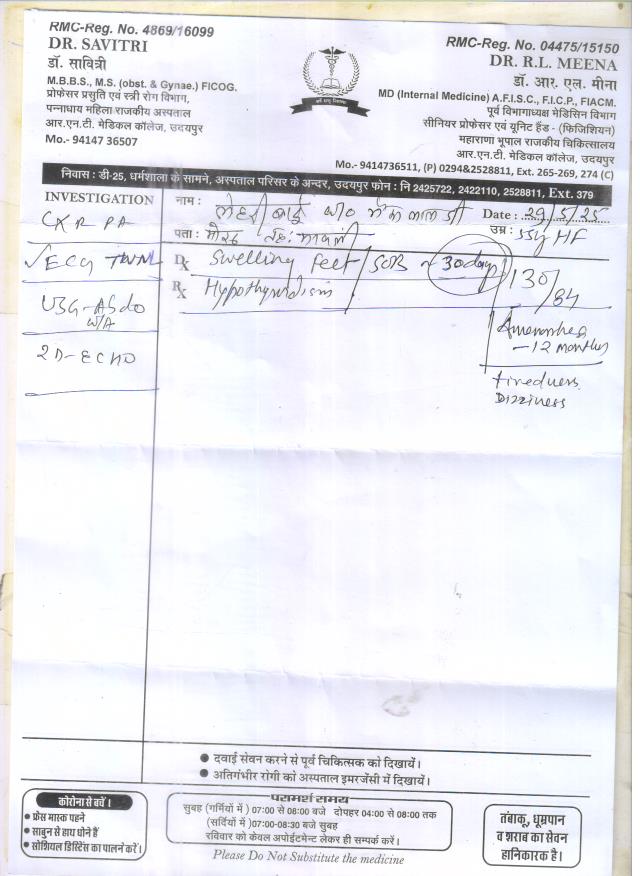 RMC-Reg. No. 4869/16099
DR. SAVITRI
डॉ. सावित्री
M.B.B.S., M.S. (obst. & Gynae.) FICOG.
प्रोफेसर प्रसुति एवं स्त्री रोग विभाग,
पन्नाधाय महिला राजकीय अस्पताल
आर.एन.टी. मेडिकल कॉलेज, उदयपुर
Mo.- 94147 36507
RMC-Reg. No. 04475/15150
DR. R.L. MEENA
डॉ. आर. एल. मीना
MD (Internal Medicine) A.F.I.S.C., F.I.C.P., FIACM.
पूर्व विभागाध्यक्ष मेडिसिन विभाग
सीनियर प्रोफेसर एवं यूनिट हैड - (फिजिशियन)
महाराणा भूपाल राजकीय चिकित्सालय
आर.एन.टी. मेडिकल कॉलेज, उदयपुर
Mo.- 9414736511, (P) 0294&2528811, Ext. 265-269, 274 (C)
निवास : डी-25, धर्मशाला के सामने, अस्पताल परिसर के अन्दर, उदयपुर फोन : नि 2425722, 2422110, 2528811, Ext. 379
INVESTIGATION
CXR PA
✓ECG TWNL
USG-Abdo
W/A
2D-ECHO
नाम : बाई w/o जी
Date : 29/5/25
पता :
उम्र : 55y HF
Dx Swelling feet / SOB ~ 30 days
Rx Hypothyroidism
130/84
Amenorrhea
- 12 months
tiredness
Dizziness
● दवाई सेवन करने से पूर्व चिकित्सक को दिखायें।
● अतिगंभीर रोगी को अस्पताल इमरजेंसी में दिखायें।
कोरोना से बचें।
● फ्रेस मास्क पहने
● साबुन से हाथ धोने हैं
● सोशियल डिस्टिेंस का पालन करें।
परामर्श समय
सुबह (गर्मियों में ) 07:00 से 08:00 बजे दोपहर 04:00 से 08:00 तक
(सर्दियों में )07:00-08:30 बजे सुबह
रविवार को केवल अपोइंटमेंट लेकर ही सम्पर्क करें।
Please Do Not Substitute the medicine
तंबाकू, धूम्रपान
व शराब का सेवन
हानिकारक है।